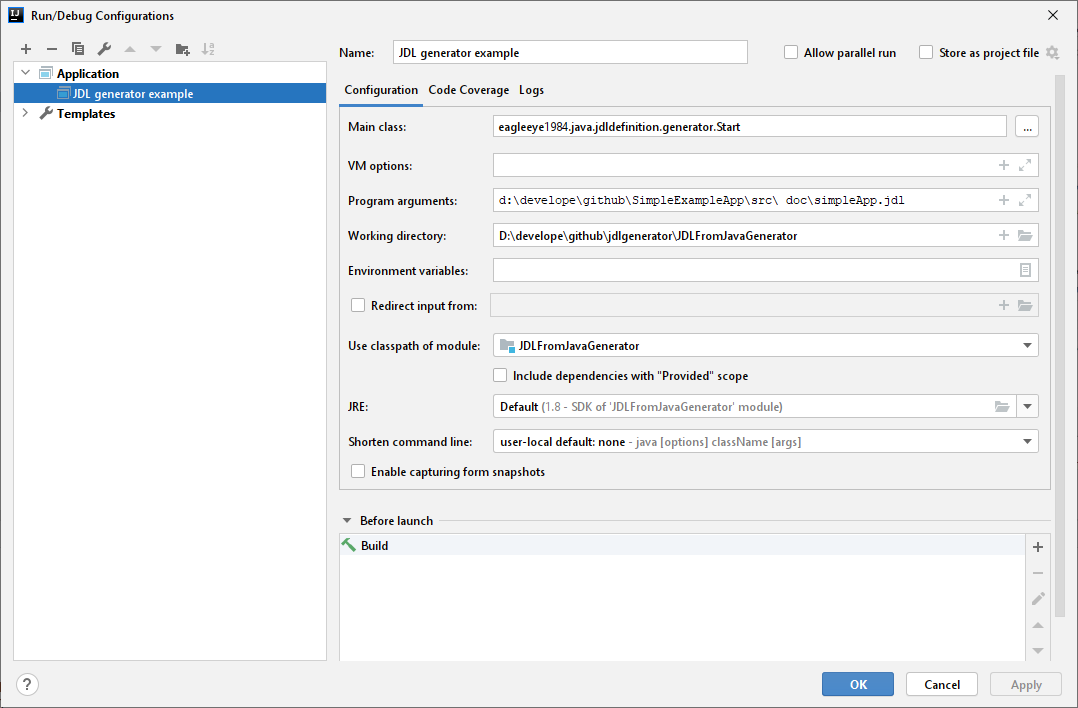 Run/Debug Configurations
Application
JDL generator example
Templates
Name: JDL generator example Allow parallel run Store as project file
Configuration Code Coverage Logs
Main class: eagleeye1984.java.jdldefinition.generator.Start ...
VM options:
Program arguments: d:\develope\github\SimpleExampleApp\src\ doc\simpleApp.jdl
Working directory: D:\develope\github\jdlgenerator\JDLFromJavaGenerator
Environment variables:
Redirect input from:
Use classpath of module: JDLFromJavaGenerator
Include dependencies with "Provided" scope
JRE: Default (1.8 - SDK of 'JDLFromJavaGenerator' module)
Shorten command line: user-local default: none - java [options] className [args]
Enable capturing form snapshots
Before launch
Build
? OK Cancel Apply